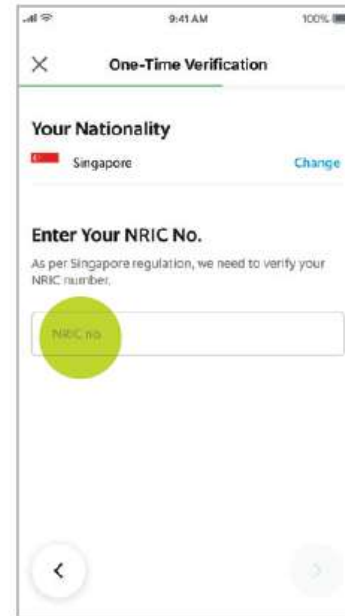 9:41 AM 100%
One-Time Verification
Your Nationality
Singapore Change
Enter Your NRIC No.
As per Singapore regulation, we need to verify your
NRIC number.
NRIC no